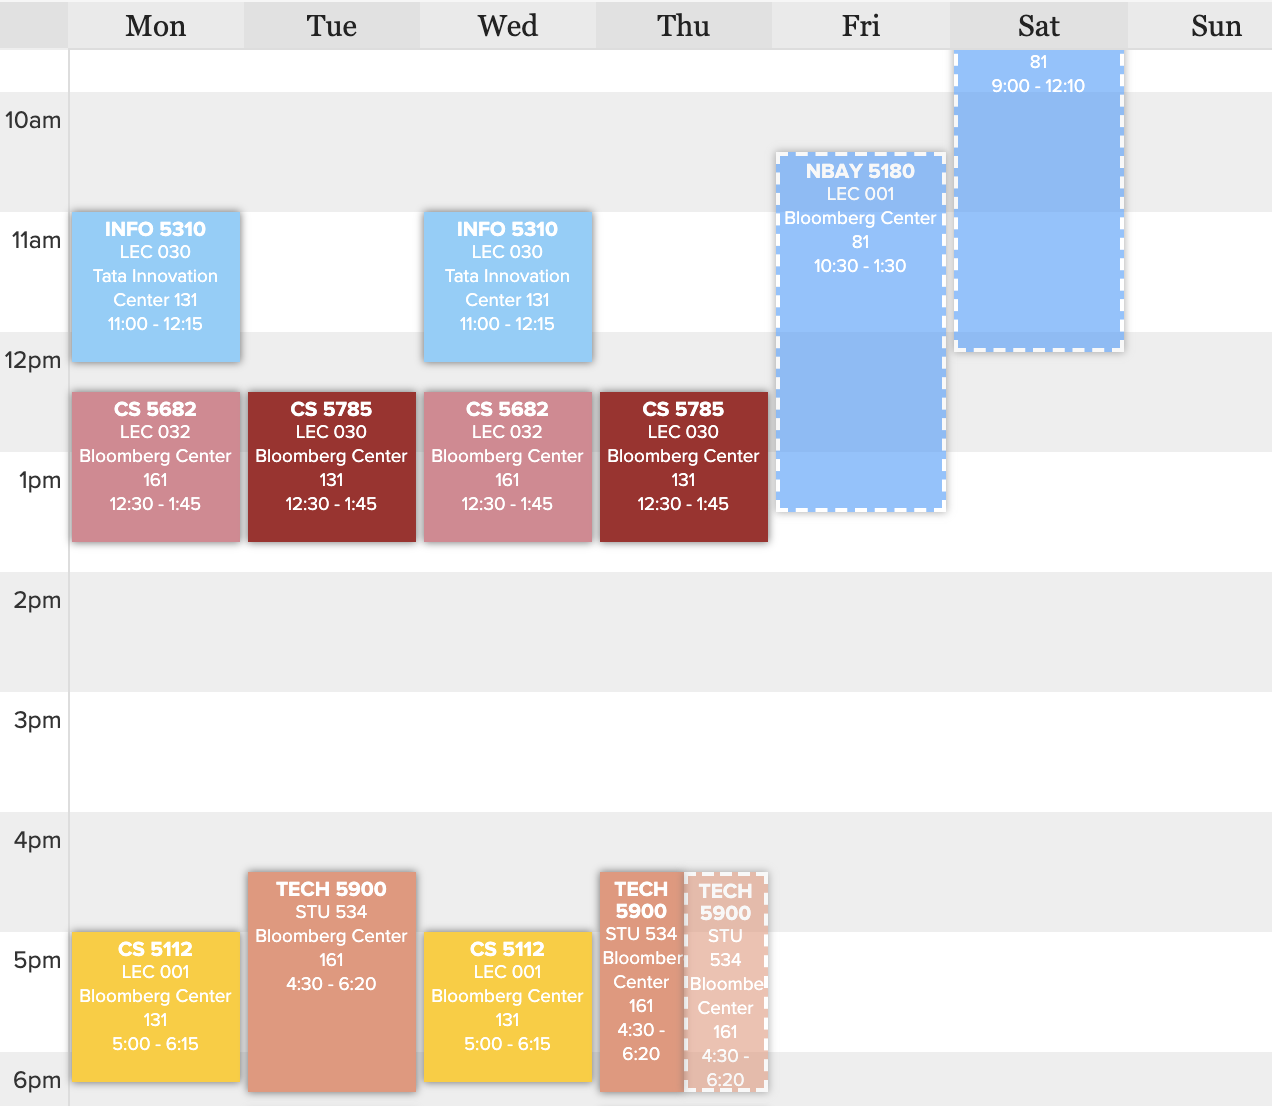 Mon Tue Wed Thu Fri Sat Sun
81
9:00 - 12:10
10am
NBAY 5180
LEC 001
Bloomberg Center
81
10:30 - 1:30
11am
INFO 5310
LEC 030
Tata Innovation
Center 131
11:00 - 12:15
INFO 5310
LEC 030
Tata Innovation
Center 131
11:00 - 12:15
12pm
CS 5682
LEC 032
Bloomberg Center
161
12:30 - 1:45
CS 5785
LEC 030
Bloomberg Center
131
12:30 - 1:45
CS 5682
LEC 032
Bloomberg Center
161
12:30 - 1:45
CS 5785
LEC 030
Bloomberg Center
131
12:30 - 1:45
1pm
2pm
3pm
4pm
TECH 5900
STU 534
Bloomberg Center
161
4:30 - 6:20
TECH
5900
STU 534
Bloomber
Center
161
4:30 -
6:20
TECH
5900
STU
534
Bloombe
Center
161
4:30 -
6:20
CS 5112
LEC 001
Bloomberg Center
131
5:00 - 6:15
CS 5112
LEC 001
Bloomberg Center
131
5:00 - 6:15
5pm
6pm